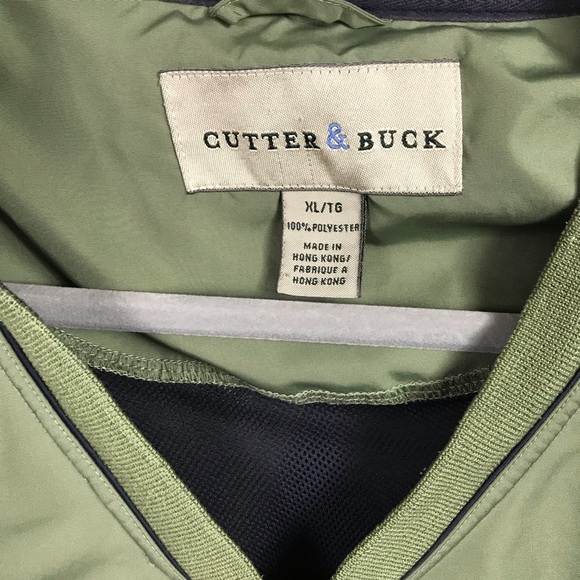 CUTTER & BUCK
XL/TG
100% POLYESTER
MADE IN
HONG KONG/
FABRIQUE A
HONG KONG